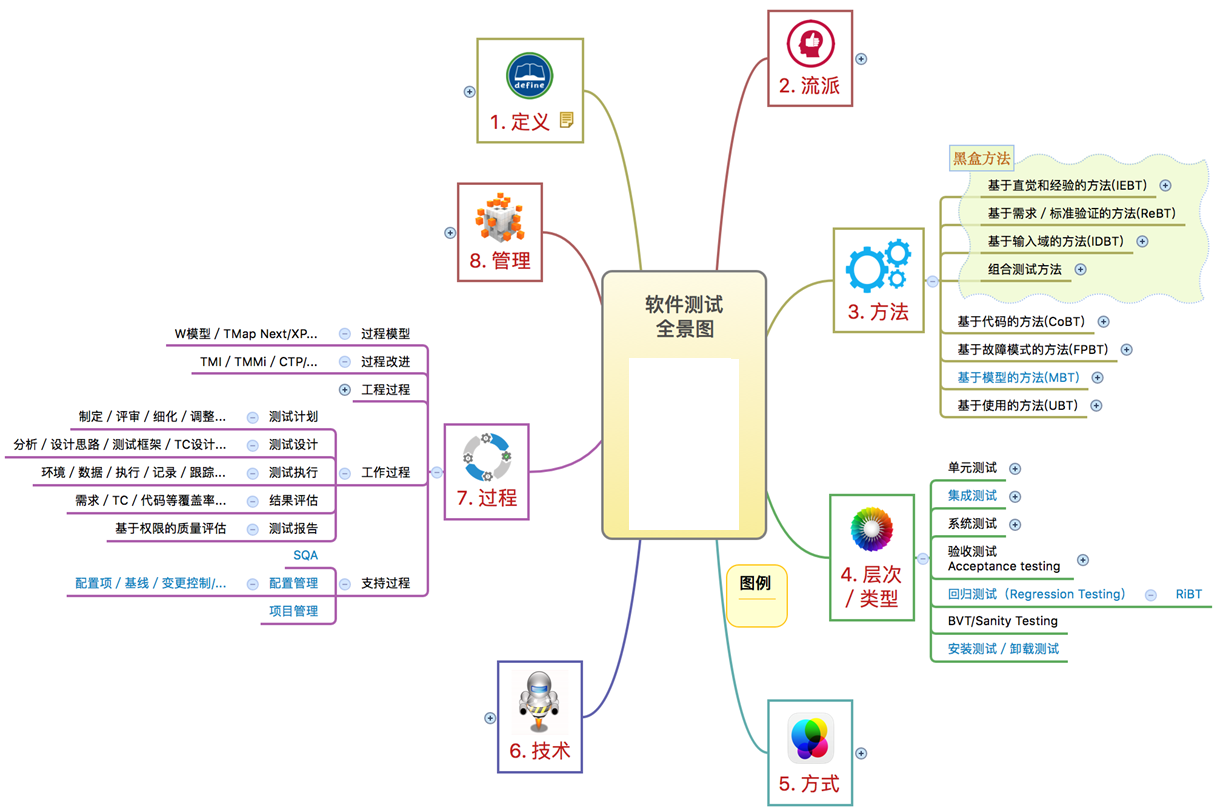 软件测试
全景图
define
1. 定义
2. 流派
3. 方法
黑盒方法
基于直觉和经验的方法(IEBT)
基于需求 / 标准验证的方法(ReBT)
基于输入域的方法(IDBT)
组合测试方法
基于代码的方法(CoBT)
基于故障模式的方法(FPBT)
基于模型的方法(MBT)
基于使用的方法(UBT)
4. 层次
/ 类型
单元测试
集成测试
系统测试
验收测试
Acceptance testing
回归测试（Regression Testing） RiBT
BVT/Sanity Testing
安装测试 / 卸载测试
图例
5. 方式
6. 技术
7. 过程
过程模型 W模型 / TMap Next/XP...
过程改进 TMI / TMMi / CTP/...
工程过程
工作过程
测试计划 制定 / 评审 / 细化 / 调整...
测试设计 分析 / 设计思路 / 测试框架 / TC设计...
测试执行 环境 / 数据 / 执行 / 记录 / 跟踪...
结果评估 需求 / TC / 代码等覆盖率...
测试报告 基于权限的质量评估
支持过程
SQA
配置管理 配置项 / 基线 / 变更控制/...
项目管理
8. 管理